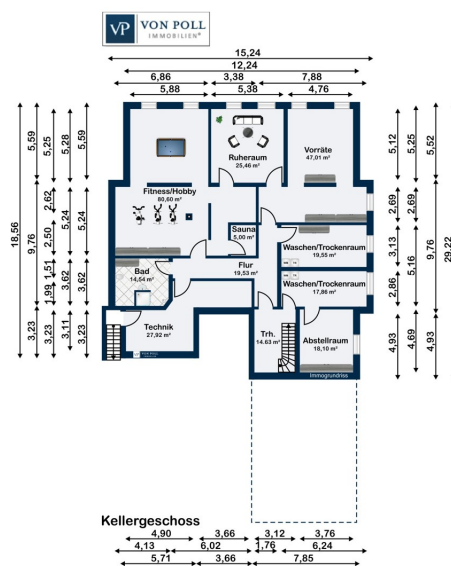 VP VON POLL
IMMOBILIEN®
15,24
12,24
6,86 3,38 7,88
5,88 5,38 4,76
5,59 5,25 5,28 5,59
18,56 9,76 2,62 2,50 5,24 5,24
1,51 1,99 3,62 3,62
3,23 3,23 3,11 3,23
5,12 5,25 5,52
2,69 2,69
3,13 5,16 9,76 29,22
2,86
4,93 4,69 4,93
Ruheraum
25,46 m²
Vorräte
47,01 m²
Fitness/Hobby
80,60 m²
Sauna
5,00 m²
Waschen/Trockenraum
19,55 m²
Flur
19,53 m²
Bad
14,54 m²
Waschen/Trockenraum
17,86 m²
Technik
27,92 m²
Trh.
14.63 m²
Abstellraum
18,10 m²
VP VON POLL
Immogrundriss
Kellergeschoss
4,90 3,66 3,12 3,76
4,13 6,02 1,76 6,24
5,71 3,66 7,85